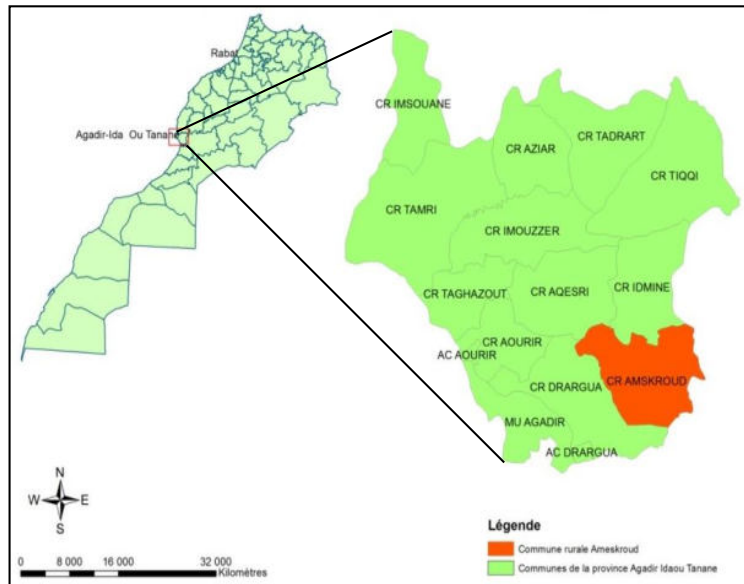 Rabat
Agadir-Ida Ou Tanane
CR IMSOUANE
CR TADRART
CR AZIAR
CR TIQQI
CR TAMRI
CR IMOUZZER
CR IDMINE
CR TAGHAZOUT
CR AQESRI
CR AOURIR
AC AOURIR
CR AMSKROUD
CR DRARGUA
MU AGADIR
AC DRARGUA
N
W E
S
0 8 000 16 000 32 000
Kilomètres
Légende
Commune rurale Ameskroud
Communes de la province Agadir Idaou Tanane